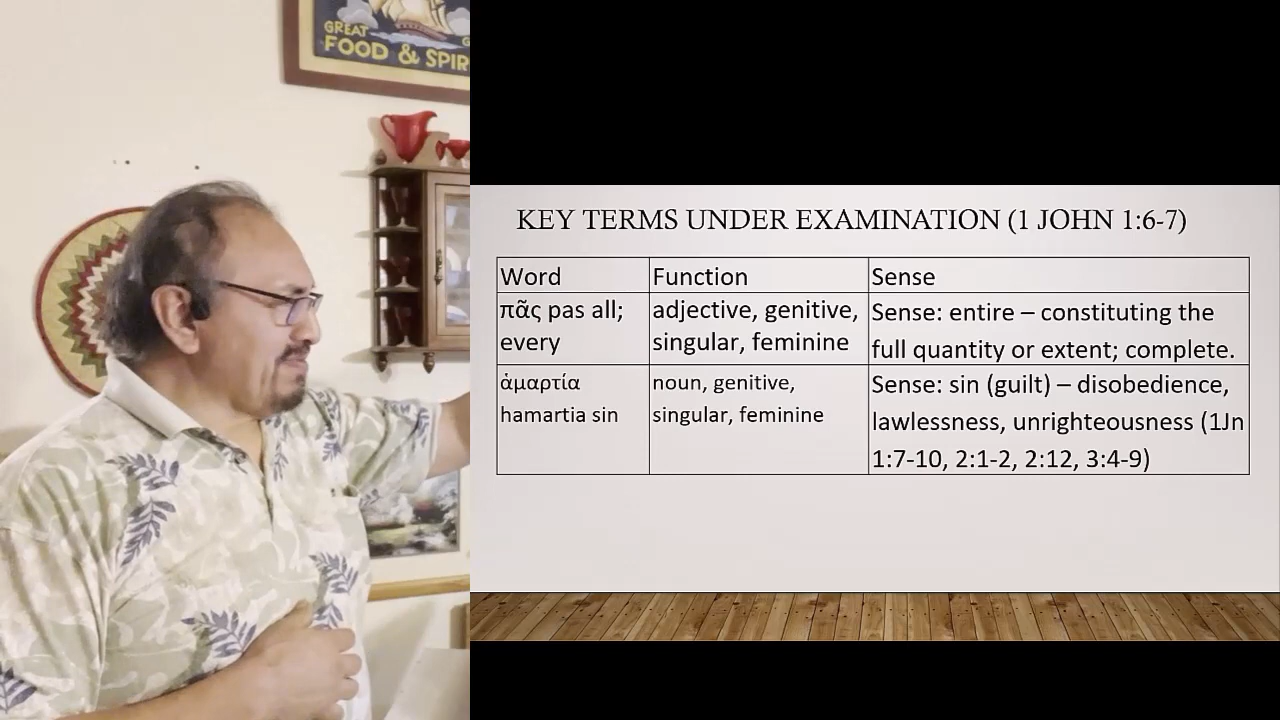 GREAT
FOOD & SPIR
KEY TERMS UNDER EXAMINATION (1 JOHN 1:6-7)
Word
Function
Sense
πᾶς pas all;
every
adjective, genitive,
singular, feminine
Sense: entire – constituting the
full quantity or extent; complete.
ἁμαρτία
hamartia sin
noun, genitive,
singular, feminine
Sense: sin (guilt) – disobedience,
lawlessness, unrighteousness (1Jn
1:7-10, 2:1-2, 2:12, 3:4-9)